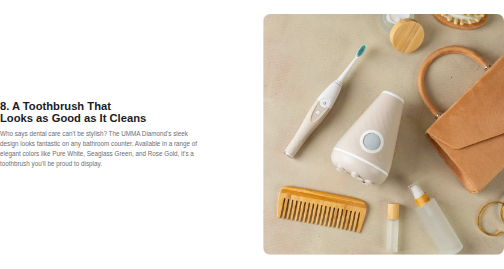 8. A Toothbrush That
Looks as Good as It Cleans
Who says dental care can't be stylish? The UMMA Diamond's sleek
design looks fantastic on any bathroom counter. Available in a range of
elegant colors like Pure White, Seaglass Green, and Rose Gold, it's a
toothbrush you'll be proud to display.